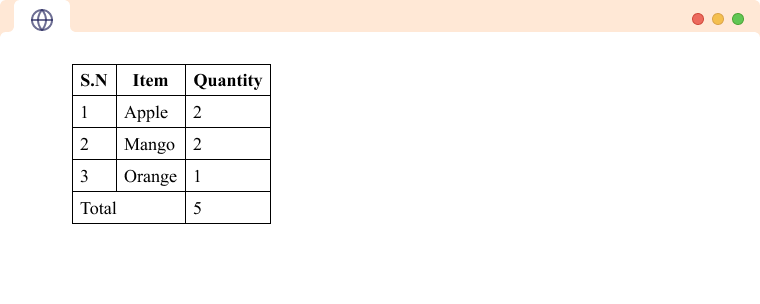 S.N Item Quantity
1 Apple 2
2 Mango 2
3 Orange 1
Total 5